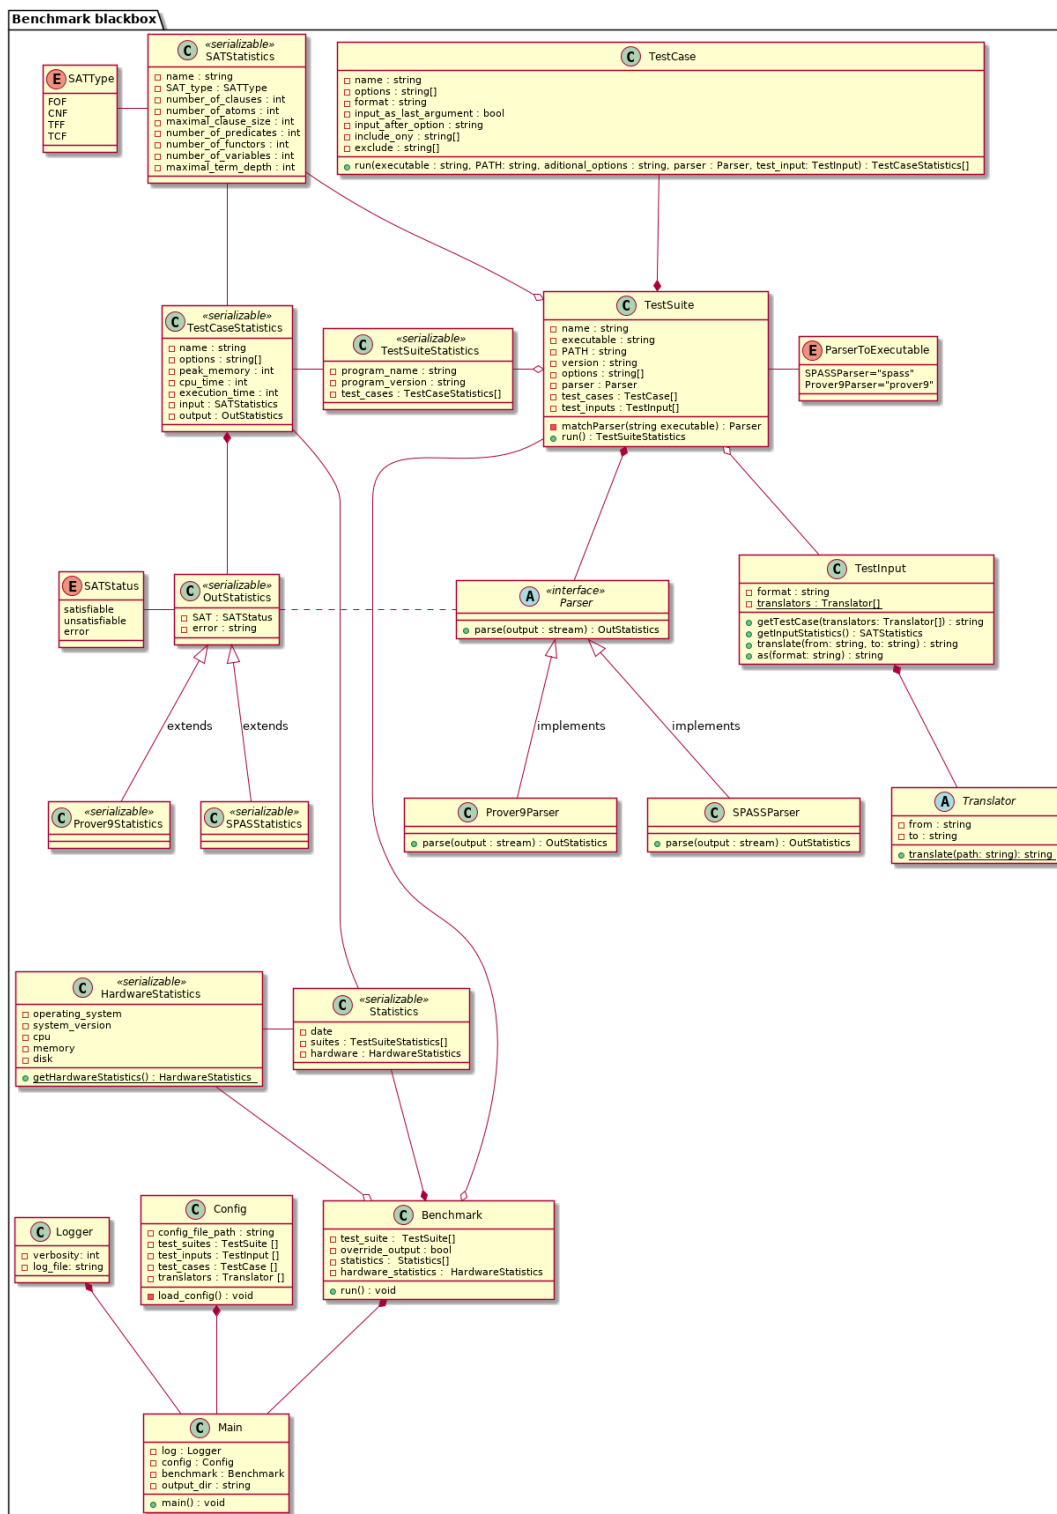 Benchmark blackbox
E SATType
FOF
CNF
TFF
TCF
C «serializable»
SATStatistics
name : string
SAT_type : SATType
number_of_clauses : int
number_of_atoms : int
maximal_clause_size : int
number_of_predicates : int
number_of_functors : int
number_of_variables : int
maximal_term_depth : int
C TestCase
name : string
options : string[]
format : string
input_as_last_argument : bool
input_after_option : string
include_ony : string[]
exclude : string[]
run(executable : string, PATH: string, aditional_options : string, parser : Parser, test_input: TestInput) : TestCaseStatistics[]
C «serializable»
TestCaseStatistics
name : string
options : string[]
peak_memory : int
cpu_time : int
execution_time : int
input : SATStatistics
output : OutStatistics
C «serializable»
TestSuiteStatistics
program_name : string
program_version : string
test_cases : TestCaseStatistics[]
C TestSuite
name : string
executable : string
PATH : string
version : string
options : string[]
parser : Parser
test_cases : TestCase[]
test_inputs : TestInput[]
matchParser(string executable) : Parser
run() : TestSuiteStatistics
E ParserToExecutable
SPASSParser="spass"
Prover9Parser="prover9"
E SATStatus
satisfiable
unsatisfiable
error
C «serializable»
OutStatistics
SAT : SATStatus
error : string
A «interface»
Parser
parse(output : stream) : OutStatistics
C TestInput
format : string
translators : Translator[]
getTestCase(translators: Translator[]) : string
getInputStatistics() : SATStatistics
translate(from: string, to: string) : string
as(format: string) : string
extends
extends
implements
implements
C «serializable»
Prover9Statistics
C «serializable»
SPASStatistics
C Prover9Parser
parse(output : stream) : OutStatistics
C SPASSParser
parse(output : stream) : OutStatistics
A Translator
from : string
to : string
translate(path: string): string
C «serializable»
HardwareStatistics
operating_system
system_version
cpu
memory
disk
getHardwareStatistics() : HardwareStatistics
C «serializable»
Statistics
date
suites : TestSuiteStatistics[]
hardware : HardwareStatistics
C Logger
verbosity: int
log_file: string
C Config
config_file_path : string
test_suites : TestSuite []
test_inputs : TestInput []
test_cases : TestCase []
translators : Translator []
load_config() : void
C Benchmark
test_suite : TestSuite[]
override_output : bool
statistics : Statistics[]
hardware_statistics : HardwareStatistics
run() : void
C Main
log : Logger
config : Config
benchmark : Benchmark
output_dir : string
main() : void